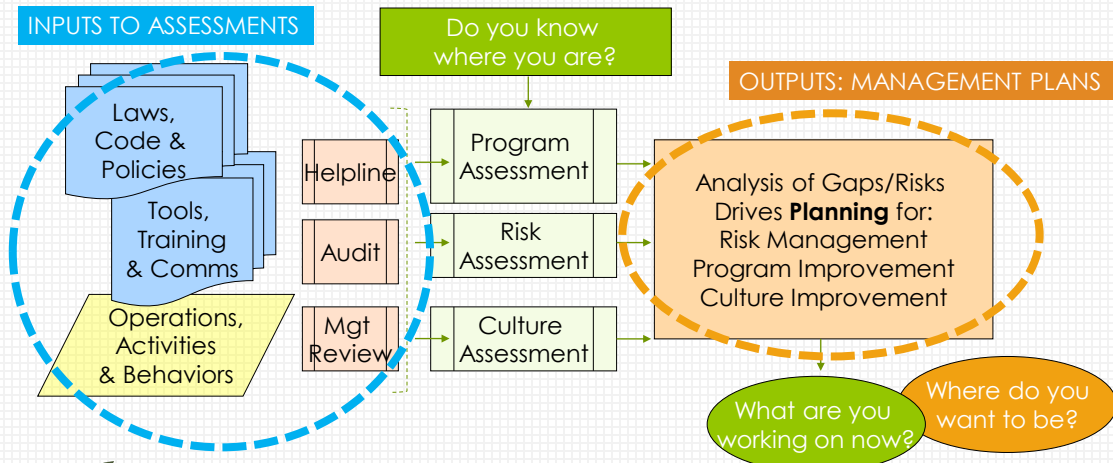 INPUTS TO ASSESSMENTS
Do you know
where you are?
OUTPUTS: MANAGEMENT PLANS
Laws,
Code &
Policies
Tools,
Training
& Comms
Operations,
Activities
& Behaviors
Helpline
Audit
Mgt
Review
Program
Assessment
Risk
Assessment
Culture
Assessment
Analysis of Gaps/Risks
Drives Planning for:
Risk Management
Program Improvement
Culture Improvement
What are you
working on now?
Where do you
want to be?